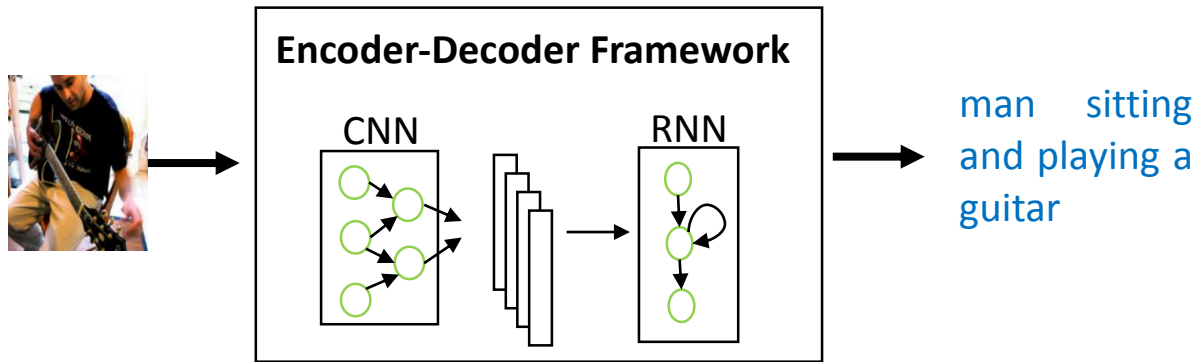 Encoder-Decoder Framework
CNN
RNN
man sitting
and playing a
guitar